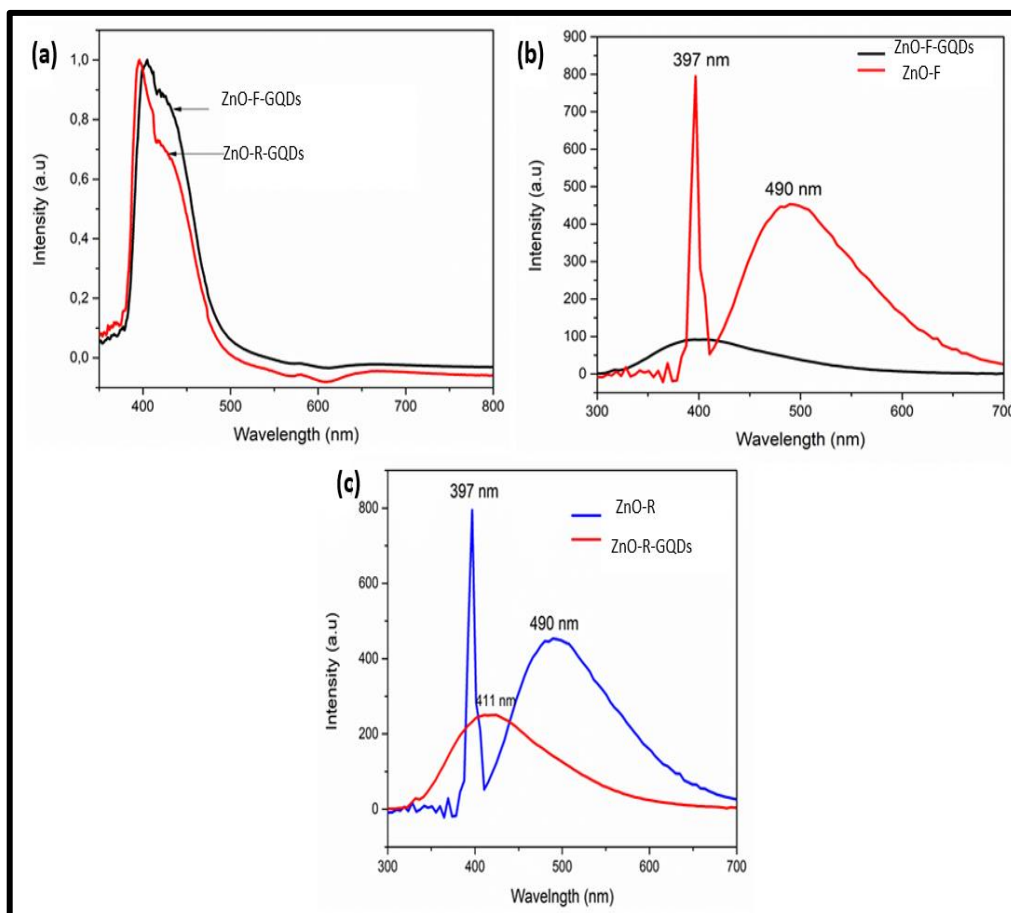 (a)
1,0
0,8
0,6
0,4
0,2
0,0
Intensity (a.u)
ZnO-F-GQDs
ZnO-R-GQDs
400
500
600
700
800
Wavelength (nm)
(b)
900
800
700
600
500
400
300
200
100
0
Intensity (a.u)
397 nm
490 nm
ZnO-F-GQDs
ZnO-F
300
400
500
600
700
Wavelength (nm)
(c)
800
600
400
200
0
Intensity (a.u)
397 nm
490 nm
411 nm
ZnO-R
ZnO-R-GQDs
300
400
500
600
700
Wavelngth (nm)